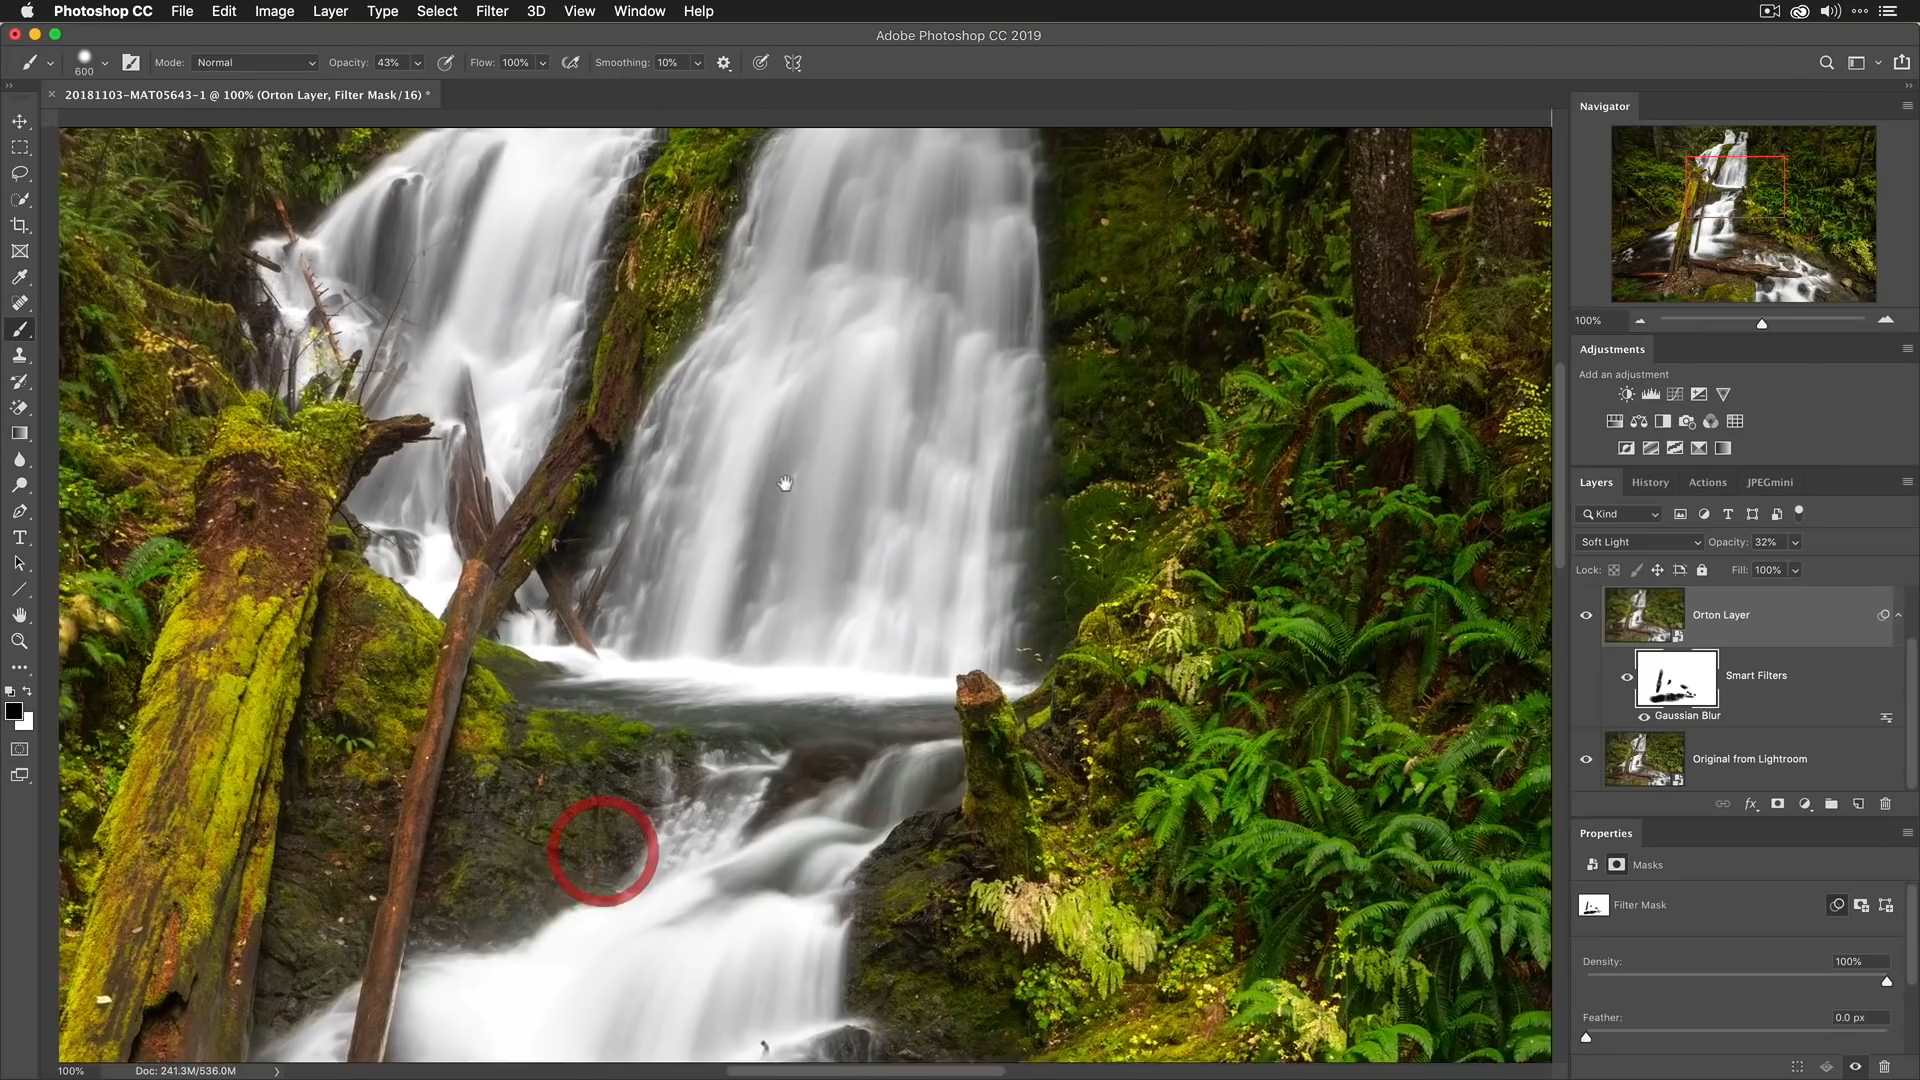 Photoshop CC File Edit Image Layer Type Select Filter 3D View Window Help
Adobe Photoshop CC 2019
600 Mode: Normal Opacity: 43% Flow: 100% Smoothing: 10%
20181103-MAT05643-1 @ 100% (Orton Layer, Filter Mask/16) *
Navigator
100%
Adjustments
Add an adjustment
Layers History Actions JPEGmini
Kind
Soft Light Opacity: 32%
Lock: Fill: 100%
Orton Layer
Smart Filters
Gaussian Blur
Original from Lightroom
fx
Properties
Masks
Filter Mask
Density: 100%
Feather: 0.0 px
100% Doc: 241.3M/536.0M